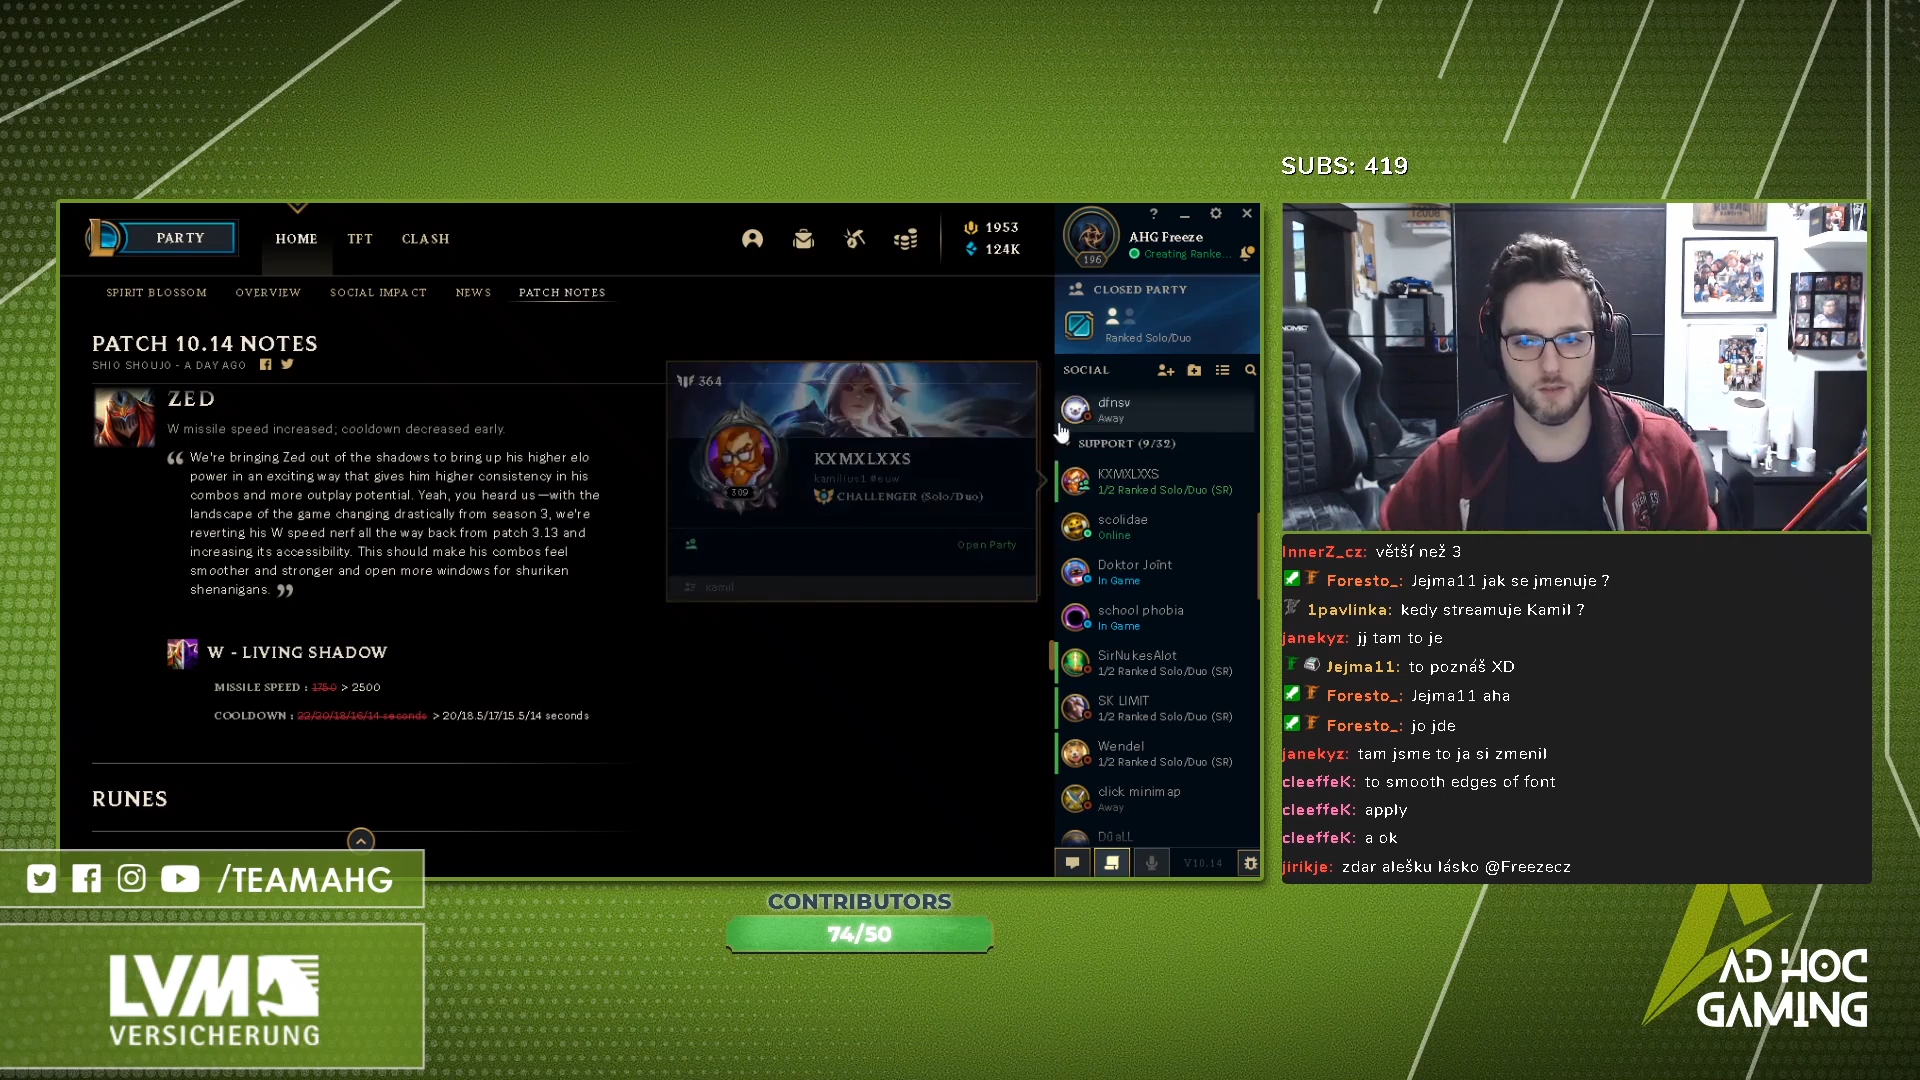 SUBS: 419
PARTY
HOME
TFT
CLASH
1953
124K
AHG Freeze
196
Creating Ranke...
SPIRIT BLOSSOM
OVERVIEW
SOCIAL IMPACT
NEWS
PATCH NOTES
PATCH 10.14 NOTES
SHIO SHOUJO - A DAY AGO
ZED
W missile speed increased; cooldown decreased early.
We're bringing Zed out of the shadows to bring up his higher elo
power in an exciting way that gives him higher consistency in his
combos and more outplay potential. Yeah, you heard us —with the
landscape of the game changing drastically from season 3, we're
reverting his W speed nerf all the way back from patch 3.13 and
increasing its accessibility. This should make his combos feel
smoother and stronger and open more windows for shuriken
shenanigans.
W - LIVING SHADOW
MISSILE SPEED : 1750 > 2500
COOLDOWN : 22/20/18/16/14 seconds > 20/18.5/17/15.5/14 seconds
RUNES
364
309
KXMXLXXS
kamilius1 #euw
CHALLENGER (Solo/Duo)
Open Party
kamil
CLOSED PARTY
Ranked Solo/Duo
SOCIAL
dfnsv
Away
SUPPORT (9/32)
KXMXLXXS
1/2 Ranked Solo/Duo (SR)
scolidae
Online
Doktor Joînt
In Game
school phobia
In Game
SirNukesAlot
1/2 Ranked Solo/Duo (SR)
SK LIMIT
1/2 Ranked Solo/Duo (SR)
Wendel
1/2 Ranked Solo/Duo (SR)
click minimap
Away
DüaLL
V10.14
InnerZ_cz: větší než 3
Foresto_: Jejma11 jak se jmenuje ?
1pavlínka: kedy streamuje Kamil ?
janekyz: jj tam to je
Jejma11: to poznáš XD
Foresto_: Jejma11 aha
Foresto_: jo jde
janekyz: tam jsme to ja si zmenil
cleeffeK: to smooth edges of font
cleeffeK: apply
cleeffeK: a ok
jirikje: zdar alešku lásko @Freezecz
/TEAMAHG
CONTRIBUTORS
74/50
LVM
VERSICHERUNG
AD HOC
GAMING